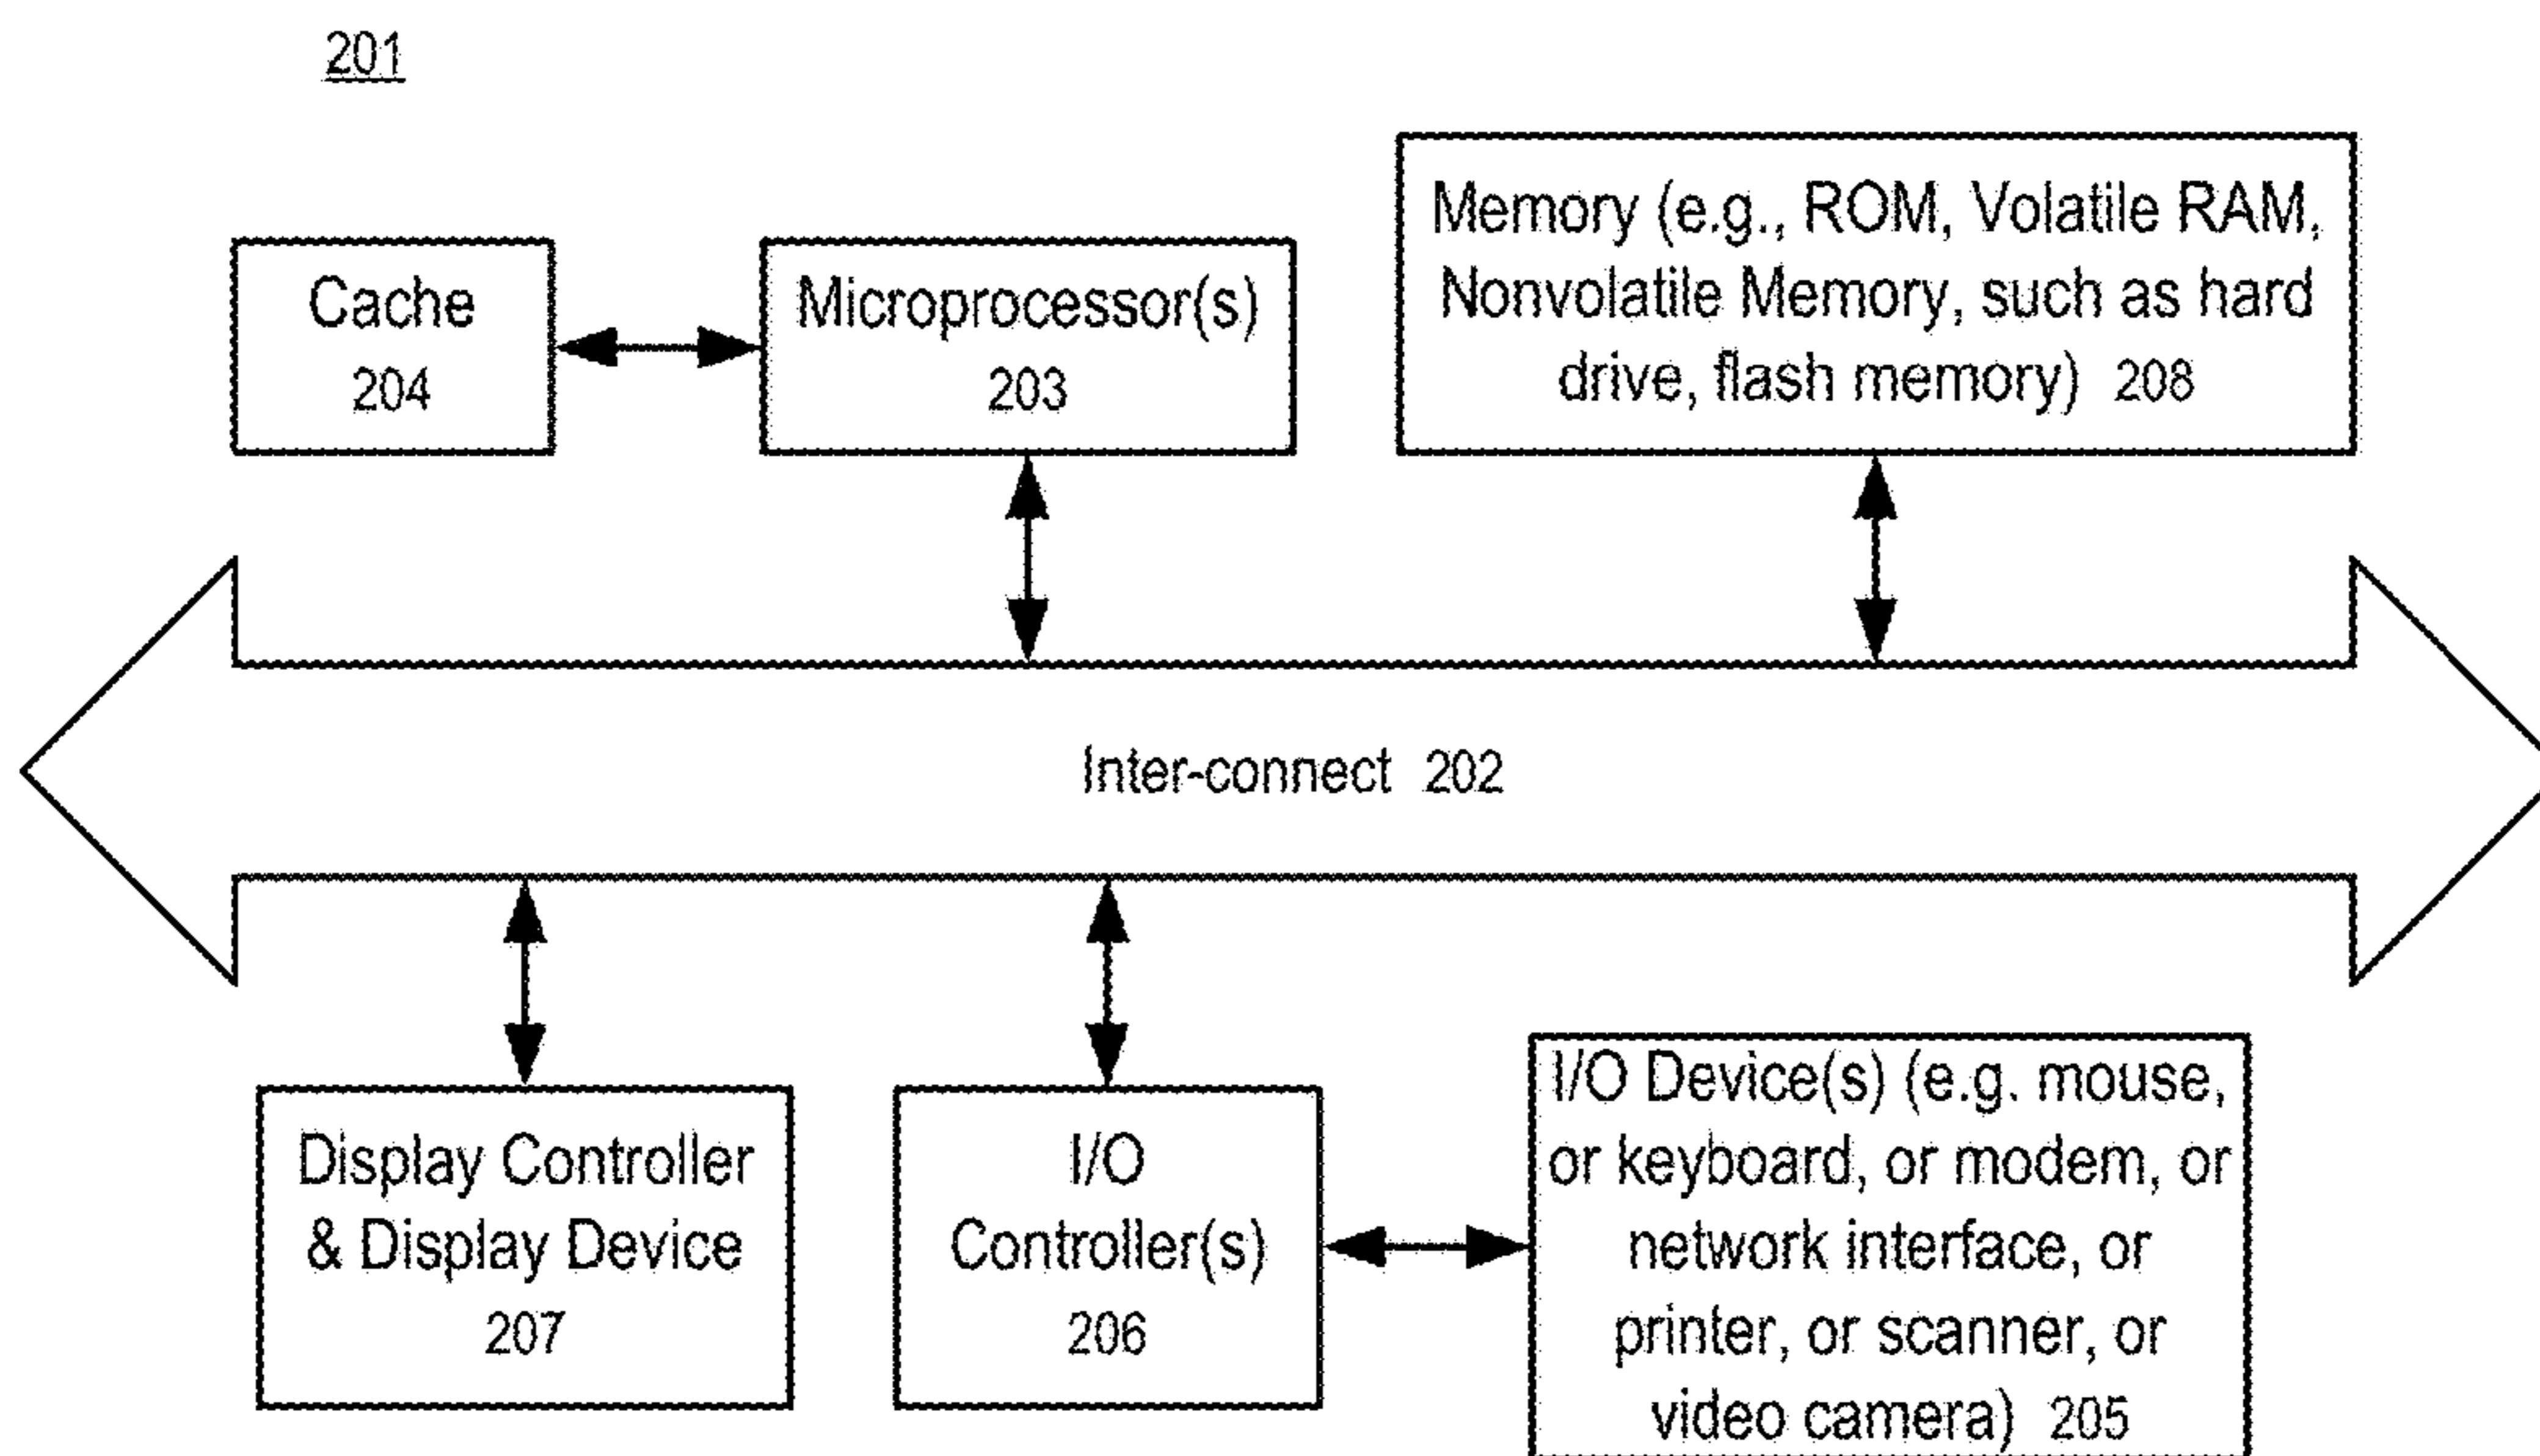 201
Cache
204
Microprocessor(s)
203
Memory (e.g., ROM, Volatile RAM,
Nonvolatile Memory, such as hard
drive, flash memory) 208
Inter-connect 202
Display Controller
& Display Device
207
I/O
Controller(s)
206
I/O Device(s) (e.g. mouse,
or keyboard, or modem, or
network interface, or
printer, or scanner, or
video camera) 205